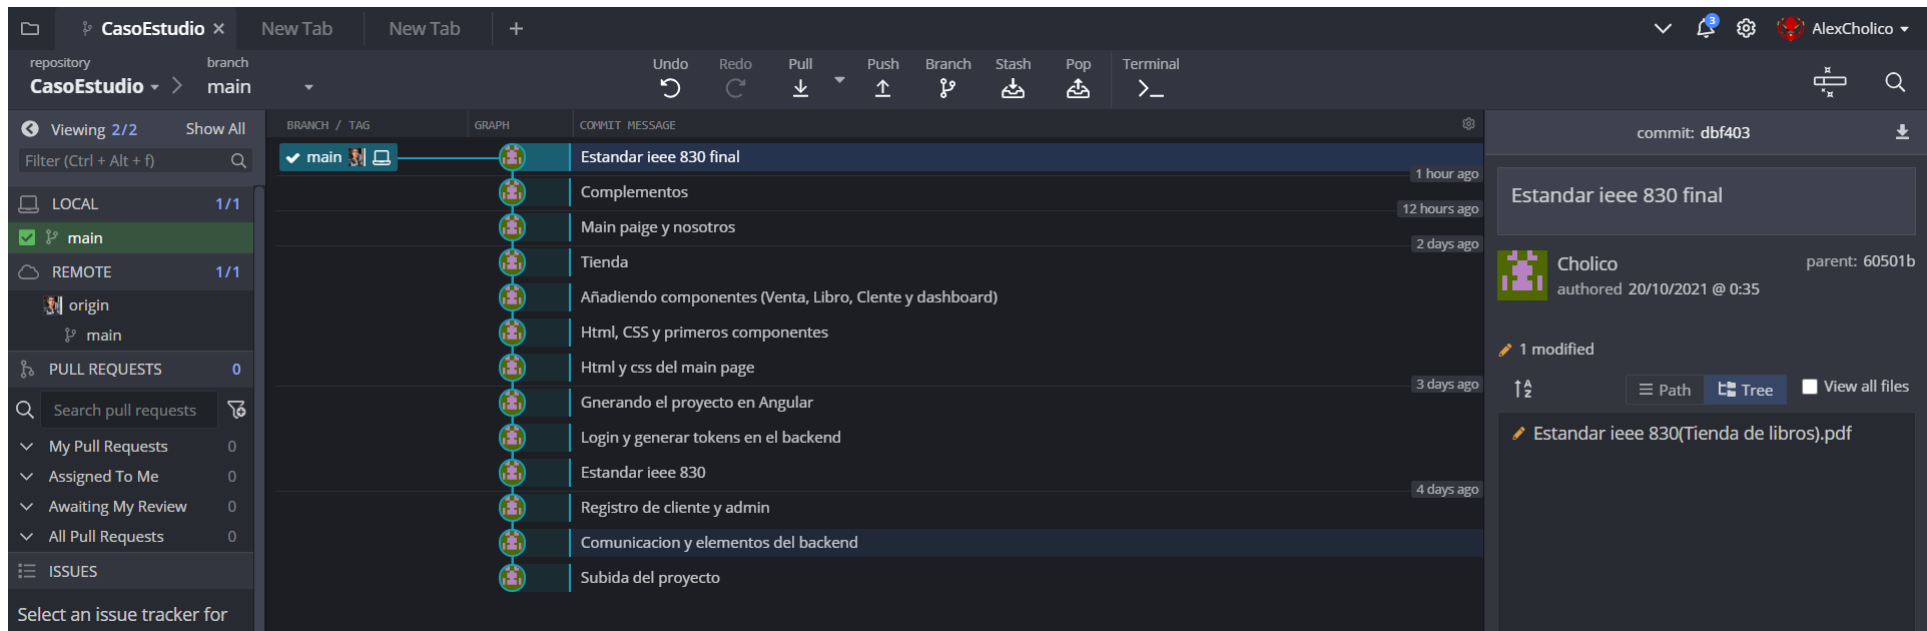 CasoEstudio
New Tab
New Tab
3
AlexCholico
repository
CasoEstudio
branch
main
Undo
Redo
Pull
Push
Branch
Stash
Pop
Terminal
Viewing 2/2
Show All
Filter (Ctrl + Alt + f)
LOCAL 1/1
main
REMOTE 1/1
origin
main
PULL REQUESTS 0
Search pull requests
My Pull Requests 0
Assigned To Me 0
Awaiting My Review 0
All Pull Requests 0
ISSUES
Select an issue tracker for
BRANCH / TAG
GRAPH
COMMIT MESSAGE
main
Estandar ieee 830 final
1 hour ago
Complementos
12 hours ago
Main paige y nosotros
2 days ago
Tienda
Añadiendo componentes (Venta, Libro, Clente y dashboard)
Html, CSS y primeros componentes
Html y css del main page
3 days ago
Gnerando el proyecto en Angular
Login y generar tokens en el backend
Estandar ieee 830
4 days ago
Registro de cliente y admin
Comunicacion y elementos del backend
Subida del proyecto
commit: dbf403
Estandar ieee 830 final
Cholico
authored 20/10/2021 @ 0:35
parent: 60501b
1 modified
Path
Tree
View all files
Estandar ieee 830(Tienda de libros).pdf